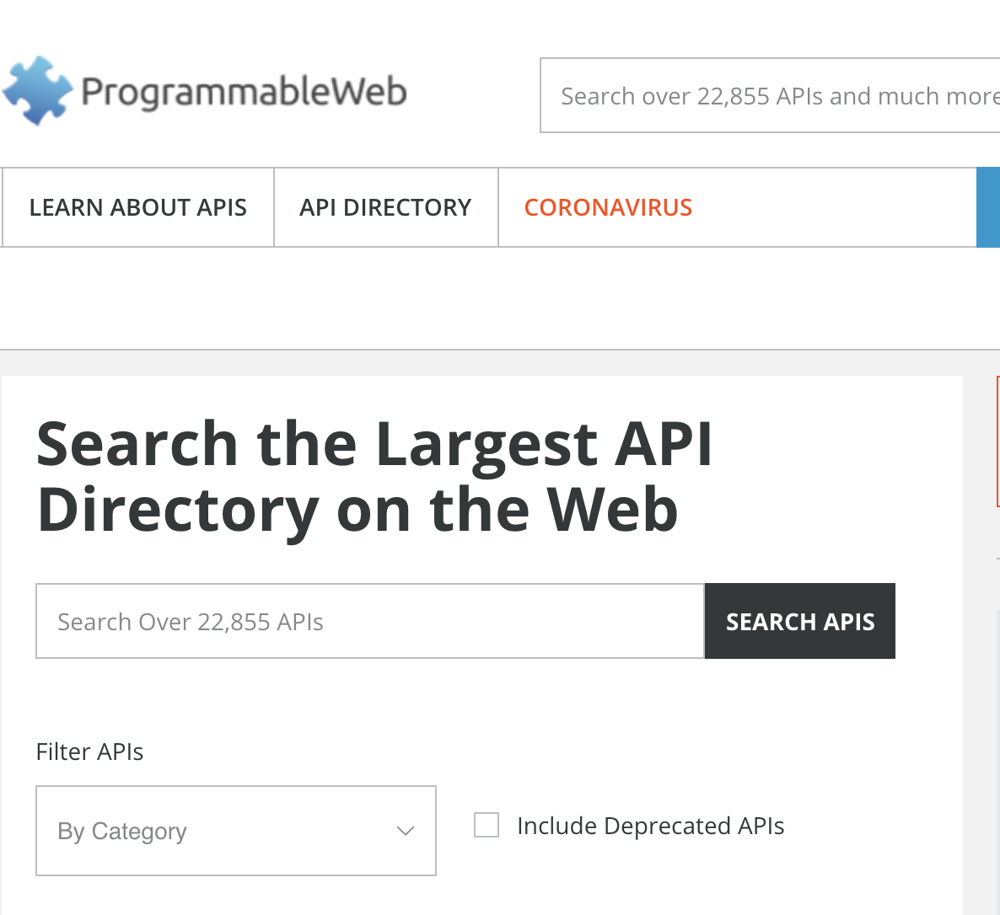 ProgrammableWeb
Search over 22,855 APIs and much more
LEARN ABOUT APIS
API DIRECTORY
CORONAVIRUS
Search the Largest API
Directory on the Web
Search Over 22,855 APIs
SEARCH APIS
Filter APIs
By Category
Include Deprecated APIs